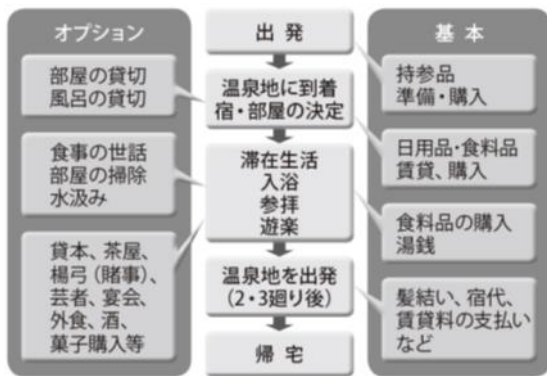 オプション
部屋の貸切
風呂の貸切
食事の世話
部屋の掃除
水汲み
貸本、茶屋、
楊弓（賭事）、
芸者、宴会、
外食、酒、
菓子購入等
出発
温泉地に到着
宿・部屋の決定
滞在生活
入浴
参拝
遊楽
温泉地を出発
（2・3廻り後）
帰宅
基本
持参品
準備・購入
日用品・食料品
賃貸、購入
食料品の購入
湯銭
髪結い、宿代、
賃貸料の支払い
など